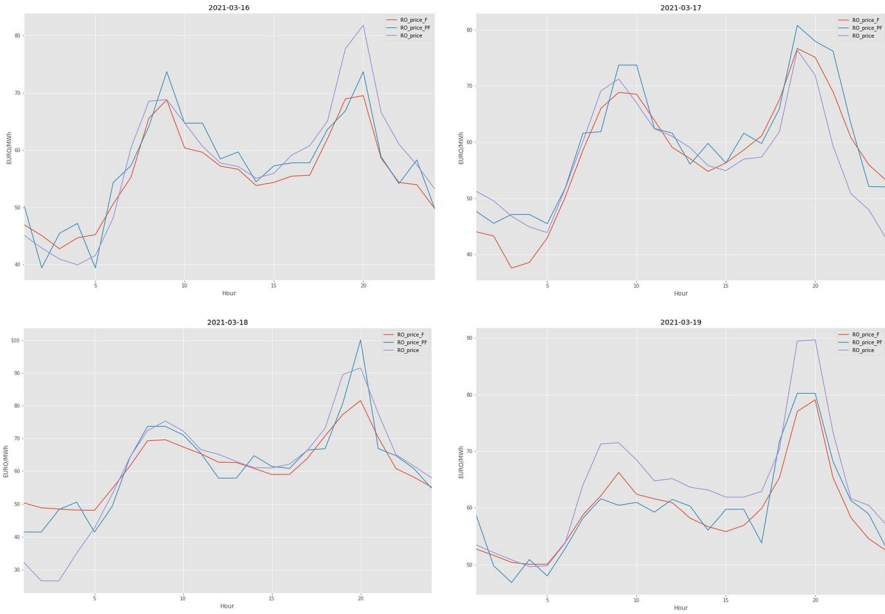 2021-03-16
RO_price_F
RO_price_PF
RO_price
EURO/MWh
80
70
60
50
40
5
10
15
20
Hour
2021-03-17
RO_price_F
RO_price_PF
RO_price
EURO/MWh
80
70
60
50
40
5
10
15
20
Hour
2021-03-18
RO_price_F
RO_price_PF
RO_price
EURO/MWh
100
90
80
70
60
50
40
30
5
10
15
20
Hour
2021-03-19
RO_price_F
RO_price_PF
RO_price
EURO/MWh
90
80
70
60
50
5
10
15
20
Hour